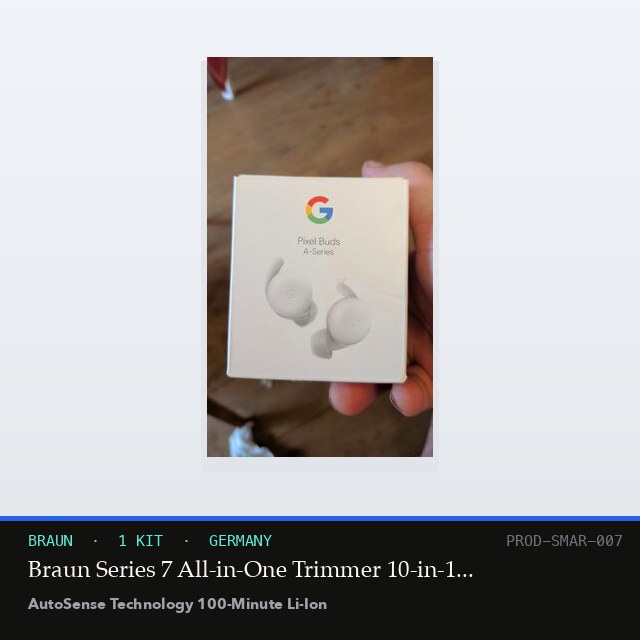 Pixel Buds
A-Series
BRAUN · 1 KIT · GERMANY
PROD–SMAR–007
Braun Series 7 All-in-One Trimmer 10-in-1...
AutoSense Technology 100-Minute Li-Ion